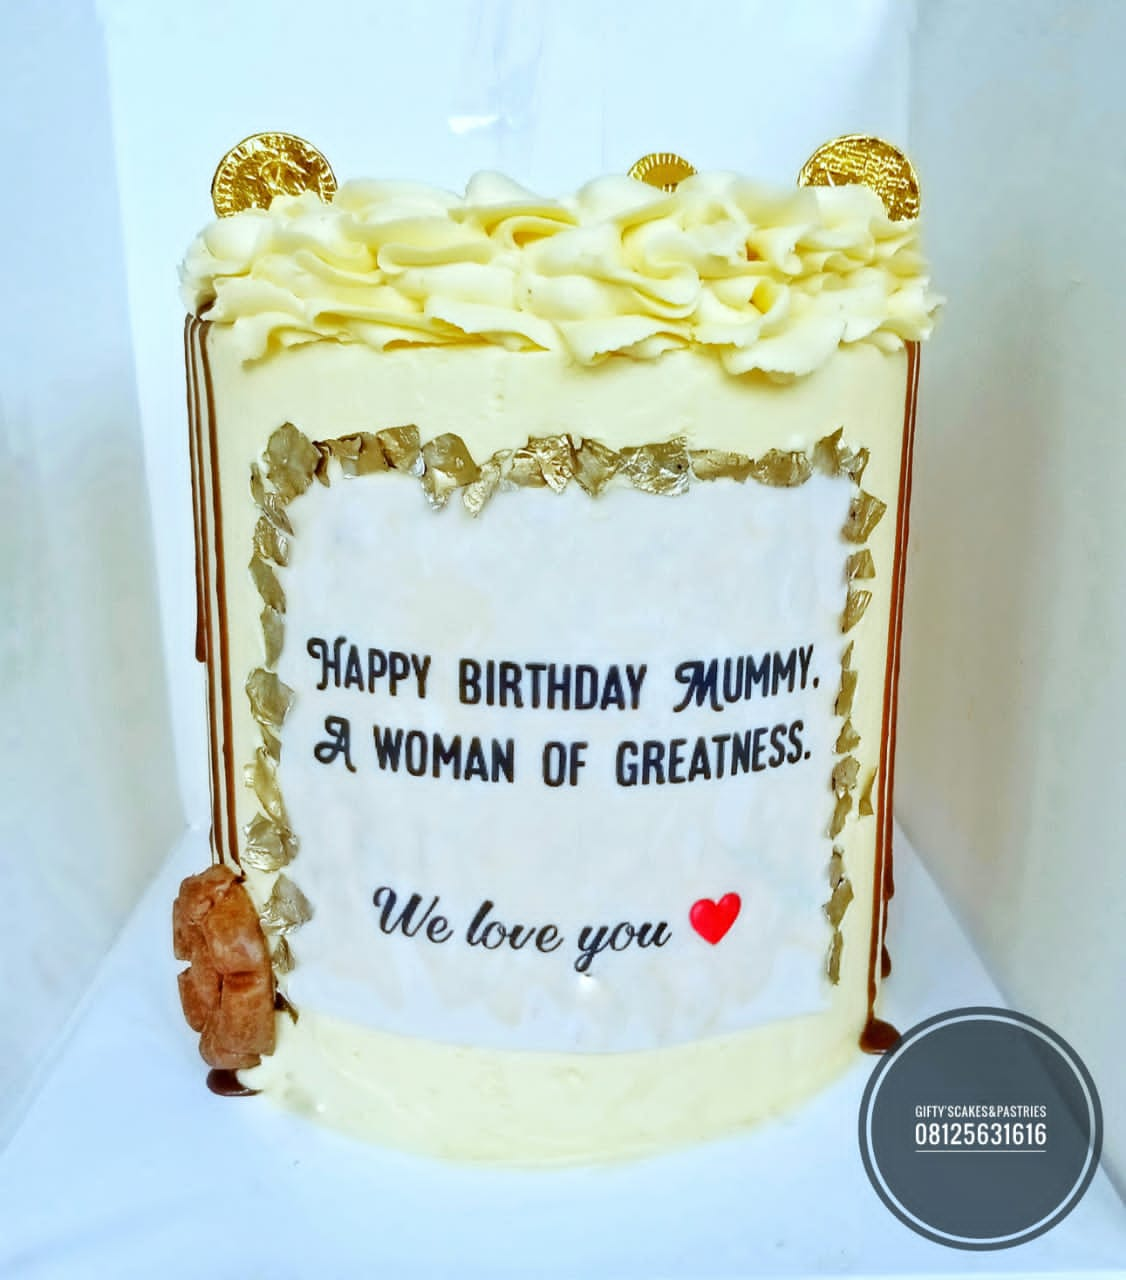 Happy birthday Mummy.
A woman of greatness.
We love you ❤️
GIFTY'SCAKES&PASTRIES
08125631616